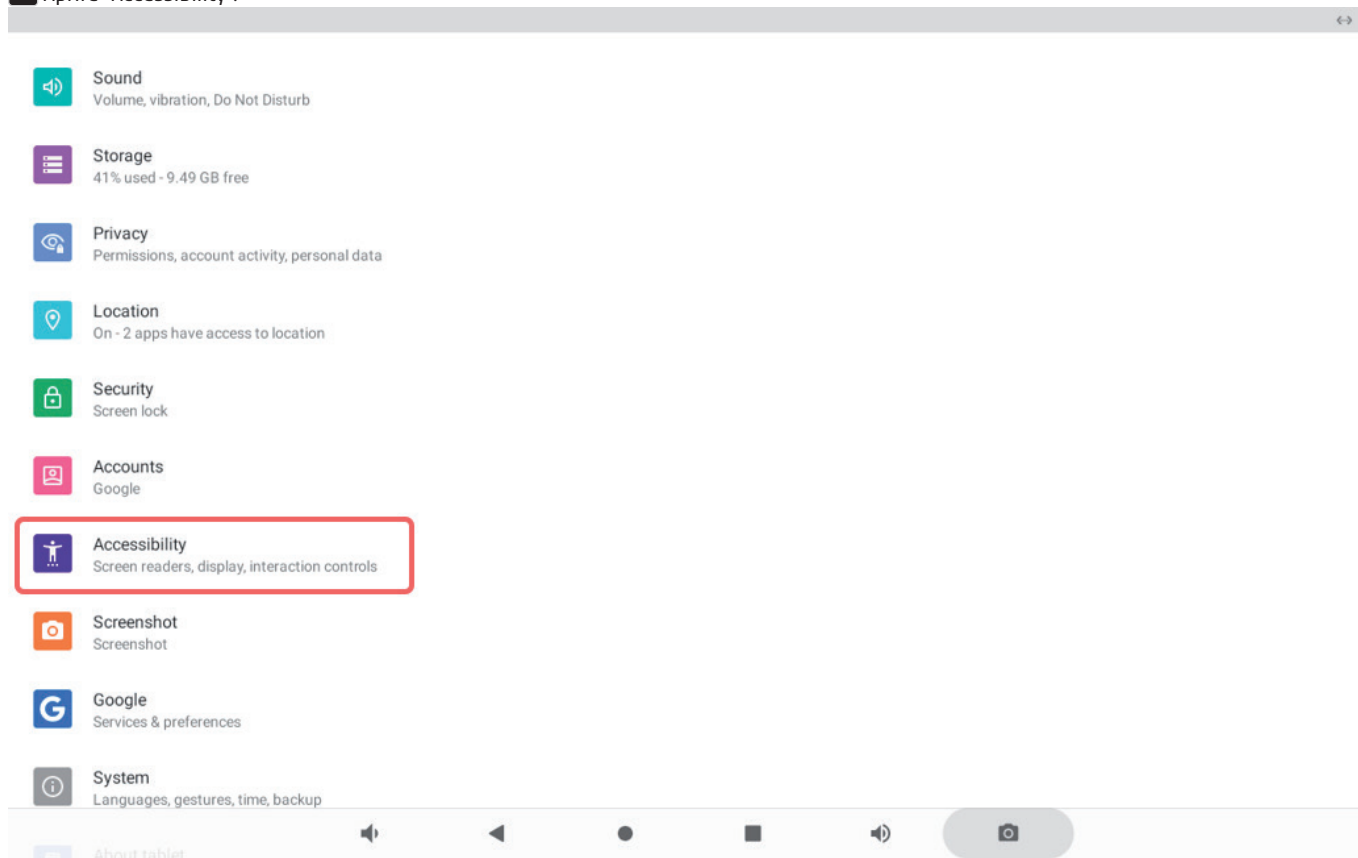 Sound
Volume, vibration, Do Not Disturb
Storage
41% used - 9.49 GB free
Privacy
Permissions, account activity, personal data
Location
On - 2 apps have access to location
Security
Screen lock
Accounts
Google
Accessibility
Screen readers, display, interaction controls
Screenshot
Screenshot
Google
Services & preferences
System
Languages, gestures, time, backup
About tablet